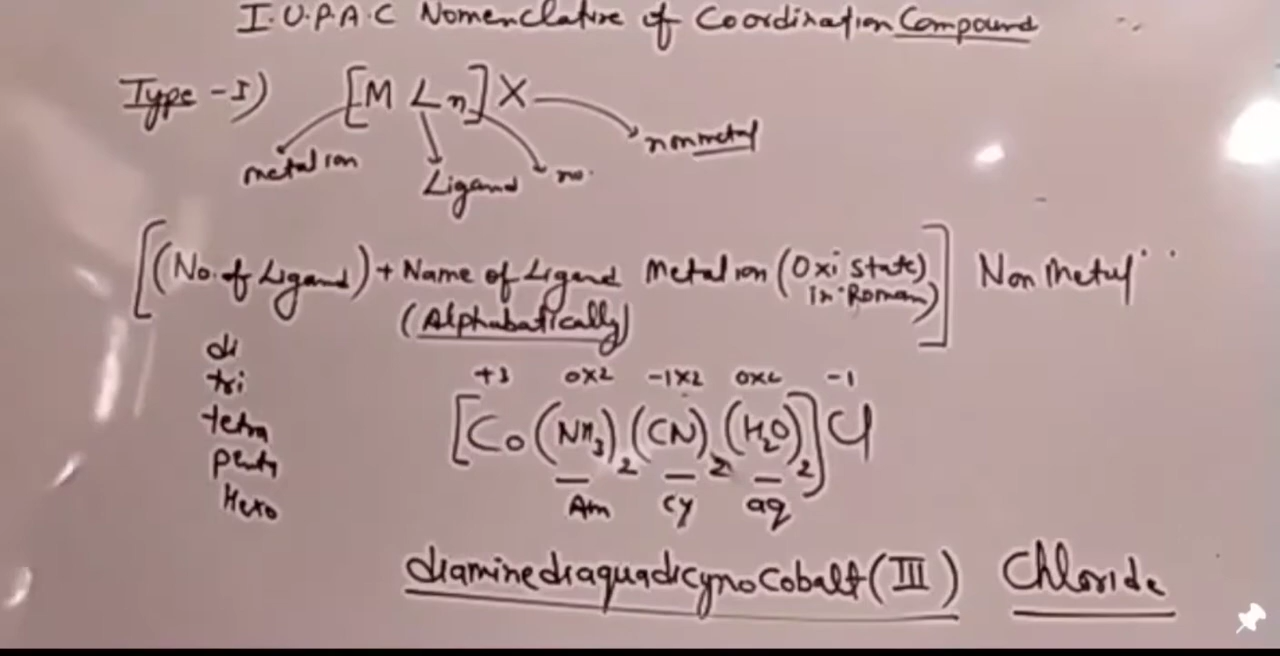 I.U.P.A.C Nomenclature of Coordination Compound
Type -I) [M Ln] X
metal ion Ligand no. nonmetal
[(No. of Ligand) + Name of Ligand Metal ion (Oxi state) ] Non Metal
(Alphabatically) In Roman
di
tri
tetra
penta
Hexa
+3 0x2 -1x2 -1
[Co(NH3)2(CN)2(H2O)2]Cl
Am cy aq
diaminediaquadicynoCobalt(III) Chloride